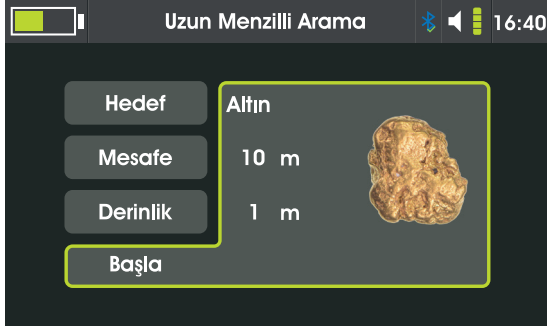 Uzun Menzilli Arama 16:40
Hedef Altın
Mesafe 10 m
Derinlik 1 m
Başla